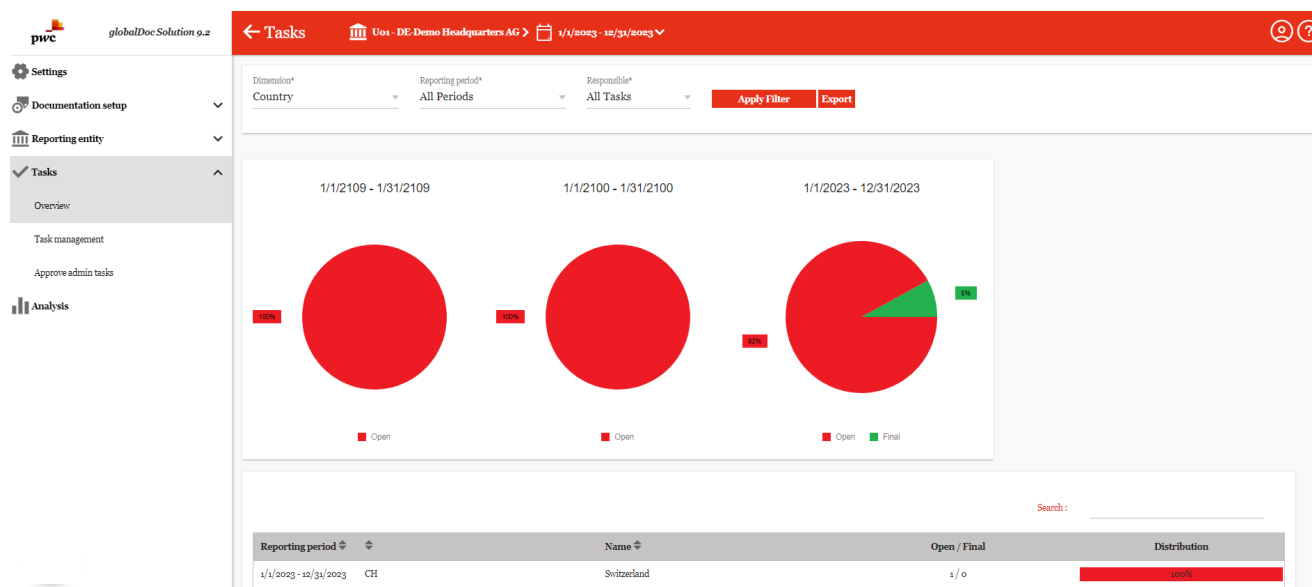 pwc
globalDoc Solution 9.2
Tasks
U01 - DE-Demo Headquarters AG
1/1/2023 - 12/31/2023
Settings
Documentation setup
Reporting entity
Tasks
Overview
Task management
Approve admin tasks
Analysis
Dimension*
Country
Reporting period*
All Periods
Responsible*
All Tasks
Apply Filter
Export
1/1/2109 - 1/31/2109
100%
Open
1/1/2100 - 1/31/2100
100%
Open
1/1/2023 - 12/31/2023
92%
Open Final
Search :
Reporting period Name Open / Final Distribution
1/1/2023 - 12/31/2023 CH Switzerland 1 / 0 100%